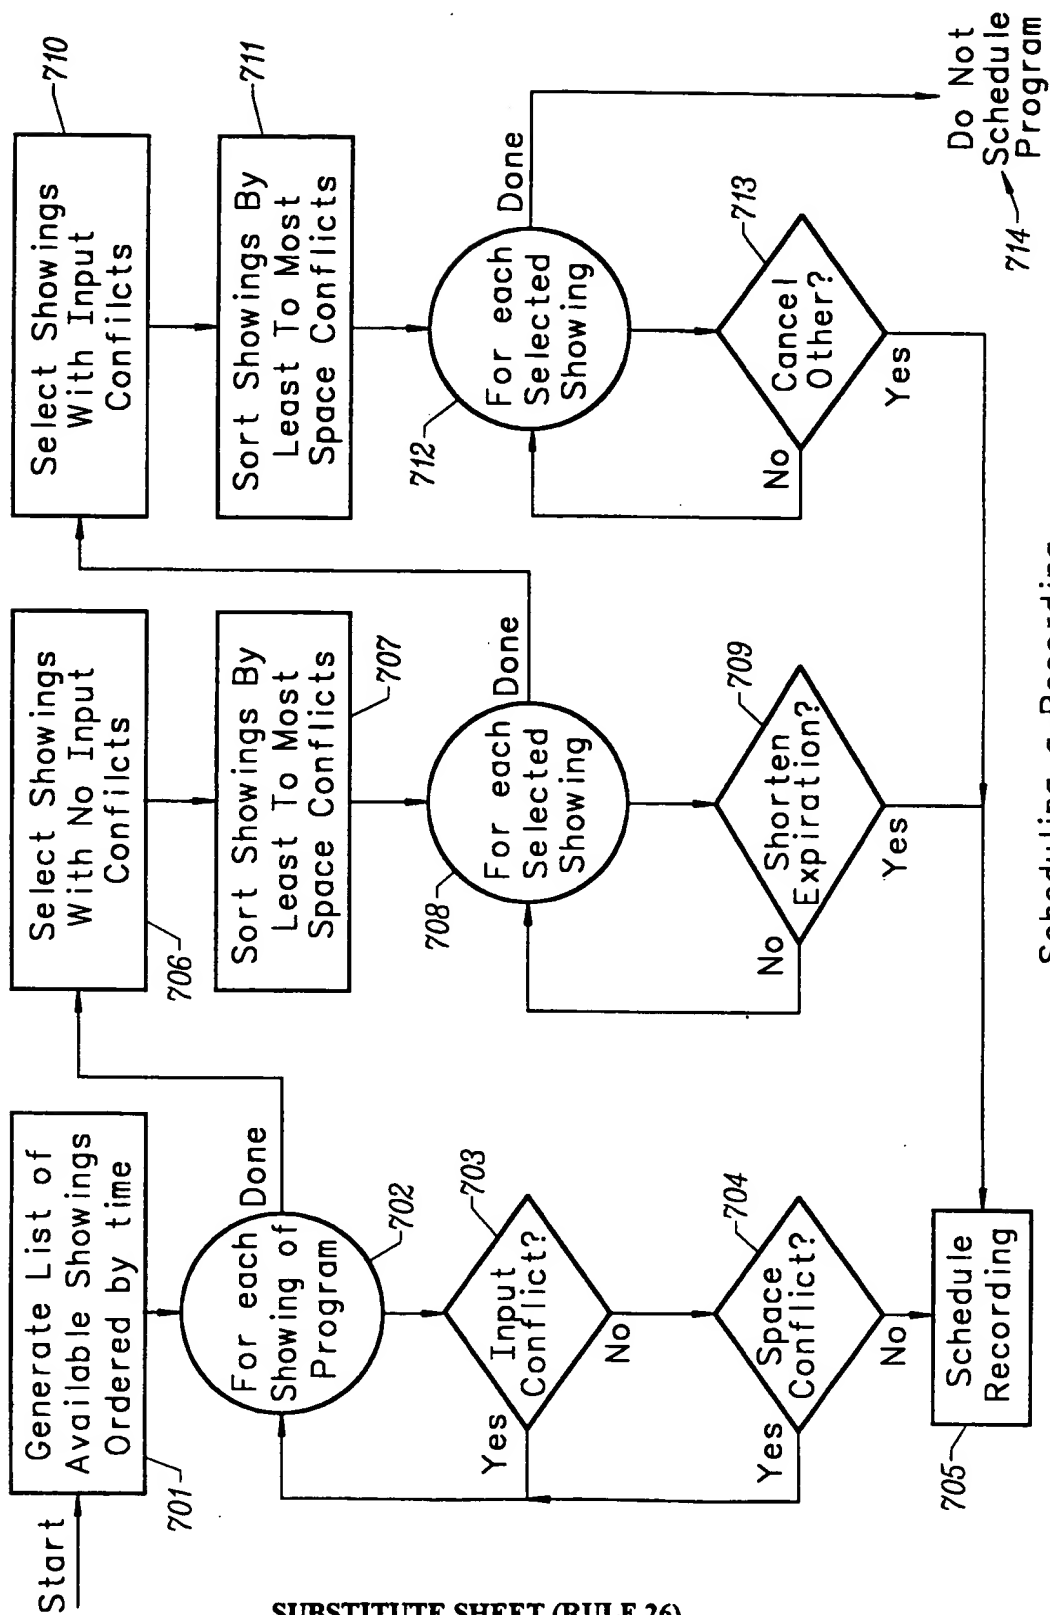 Start
Generate List of
Available Showings
Ordered by time
701
For each
Showing of
Program
702
Done
Input
Conflict?
703
Yes
No
Space
Conflict?
704
Yes
No
Schedule
Recording
705
Select Showings
With No Input
Confilcts
706
Sort Showings By
Least To Most
Space Conflicts
707
For each
Selected
Showing
708
Done
Shorten
Expiration?
709
No
Yes
Select Showings
With Input
Confilcts
710
Sort Showings By
Least To Most
Space Conflicts
711
For each
Selected
Showing
712
Done
Cancel
Other?
713
No
Yes
Do Not
Schedule
Program
714
Scheduling a Recording
SUBSTITUTE SHEET (RULE 26)